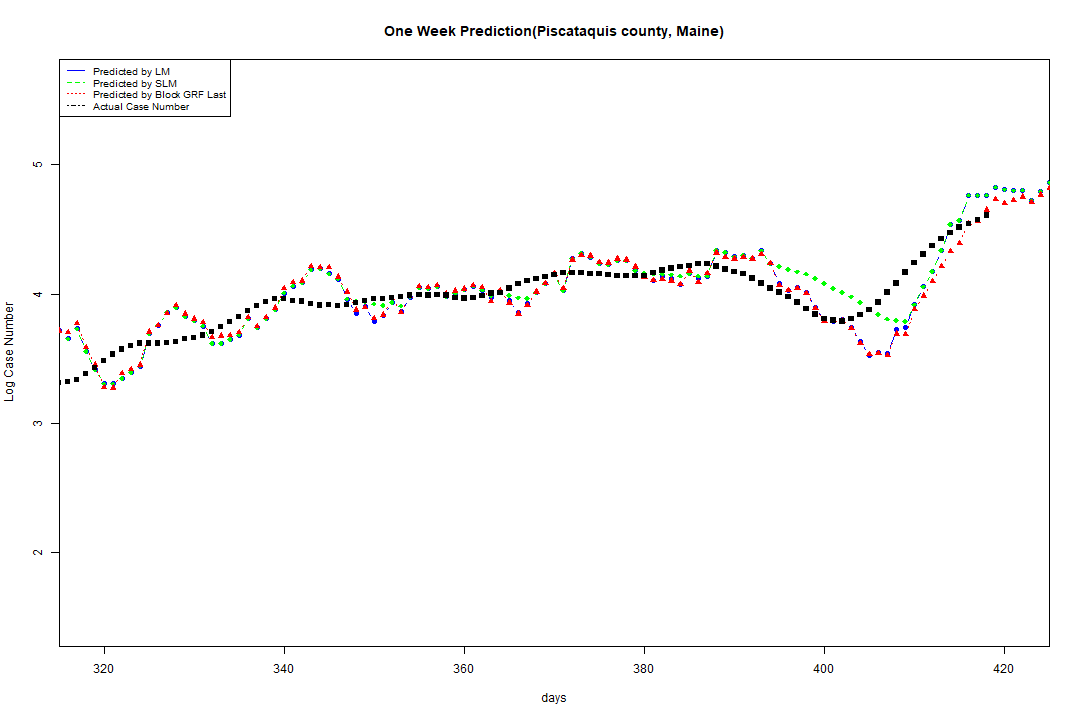 One Week Prediction(Piscataquis county, Maine)
Predicted by LM
Predicted by SLM
Predicted by Block GRF Last
Actual Case Number
5
4
3
2
Log Case Number
320 340 360 380 400 420
days